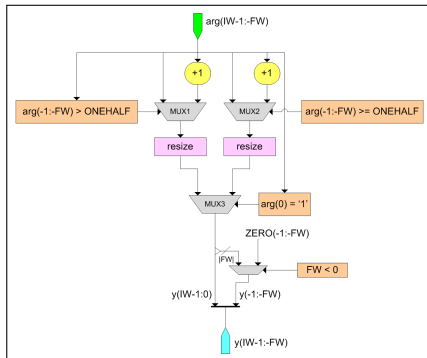 arg(IW-1:-FW)
+1
+1
arg(-1:-FW) > ONEHALF
MUX1
MUX2
arg(-1:-FW) >= ONEHALF
resize
resize
MUX3
arg(0) = '1'
ZERO(-1:-FW)
|FW|
FW < 0
y(IW-1:0)
y(-1:-FW)
y(IW-1:-FW)